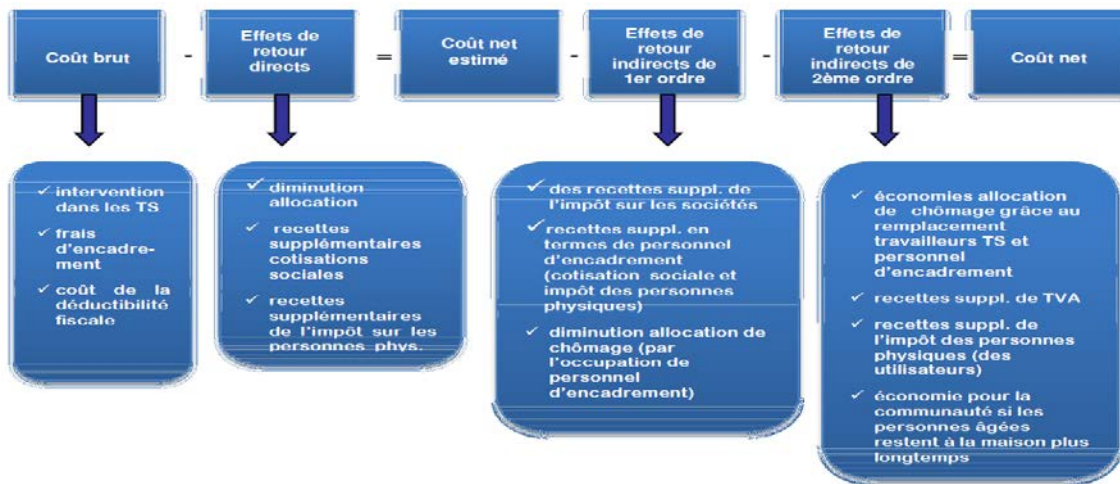 Coût brut
-
Effets de
retour
directs
=
Coût net
estimé
-
Effets de
retour
indirects de
1er ordre
-
Effets de
retour
indirects de
2ème ordre
=
Coût net
✓ intervention
dans les TS
✓ frais
d'encadre-
ment
✓ coût de la
déductibilité
fiscale
✓ diminution
allocation
✓ recettes
supplémentaires
cotisations
sociales
✓ recettes
supplémentaires
de l'impôt sur les
personnes phys.
✓ des recettes suppl. de
l'impôt sur les sociétés
✓ recettes suppl. en
termes de personnel
d'encadrement
(cotisation sociale et
impôt des personnes
physiques)
✓ diminution allocation de
chômage (par
l'occupation de
personnel
d'encadrement)
✓ économies allocation
de chômage grâce au
remplacement
travailleurs TS et
personnel
d'encadrement
✓ recettes suppl. de TVA
✓ recettes suppl. de
l'impôt des personnes
physiques (des
utilisateurs)
✓ économie pour la
communauté si les
personnes âgées
restent à la maison plus
longtemps